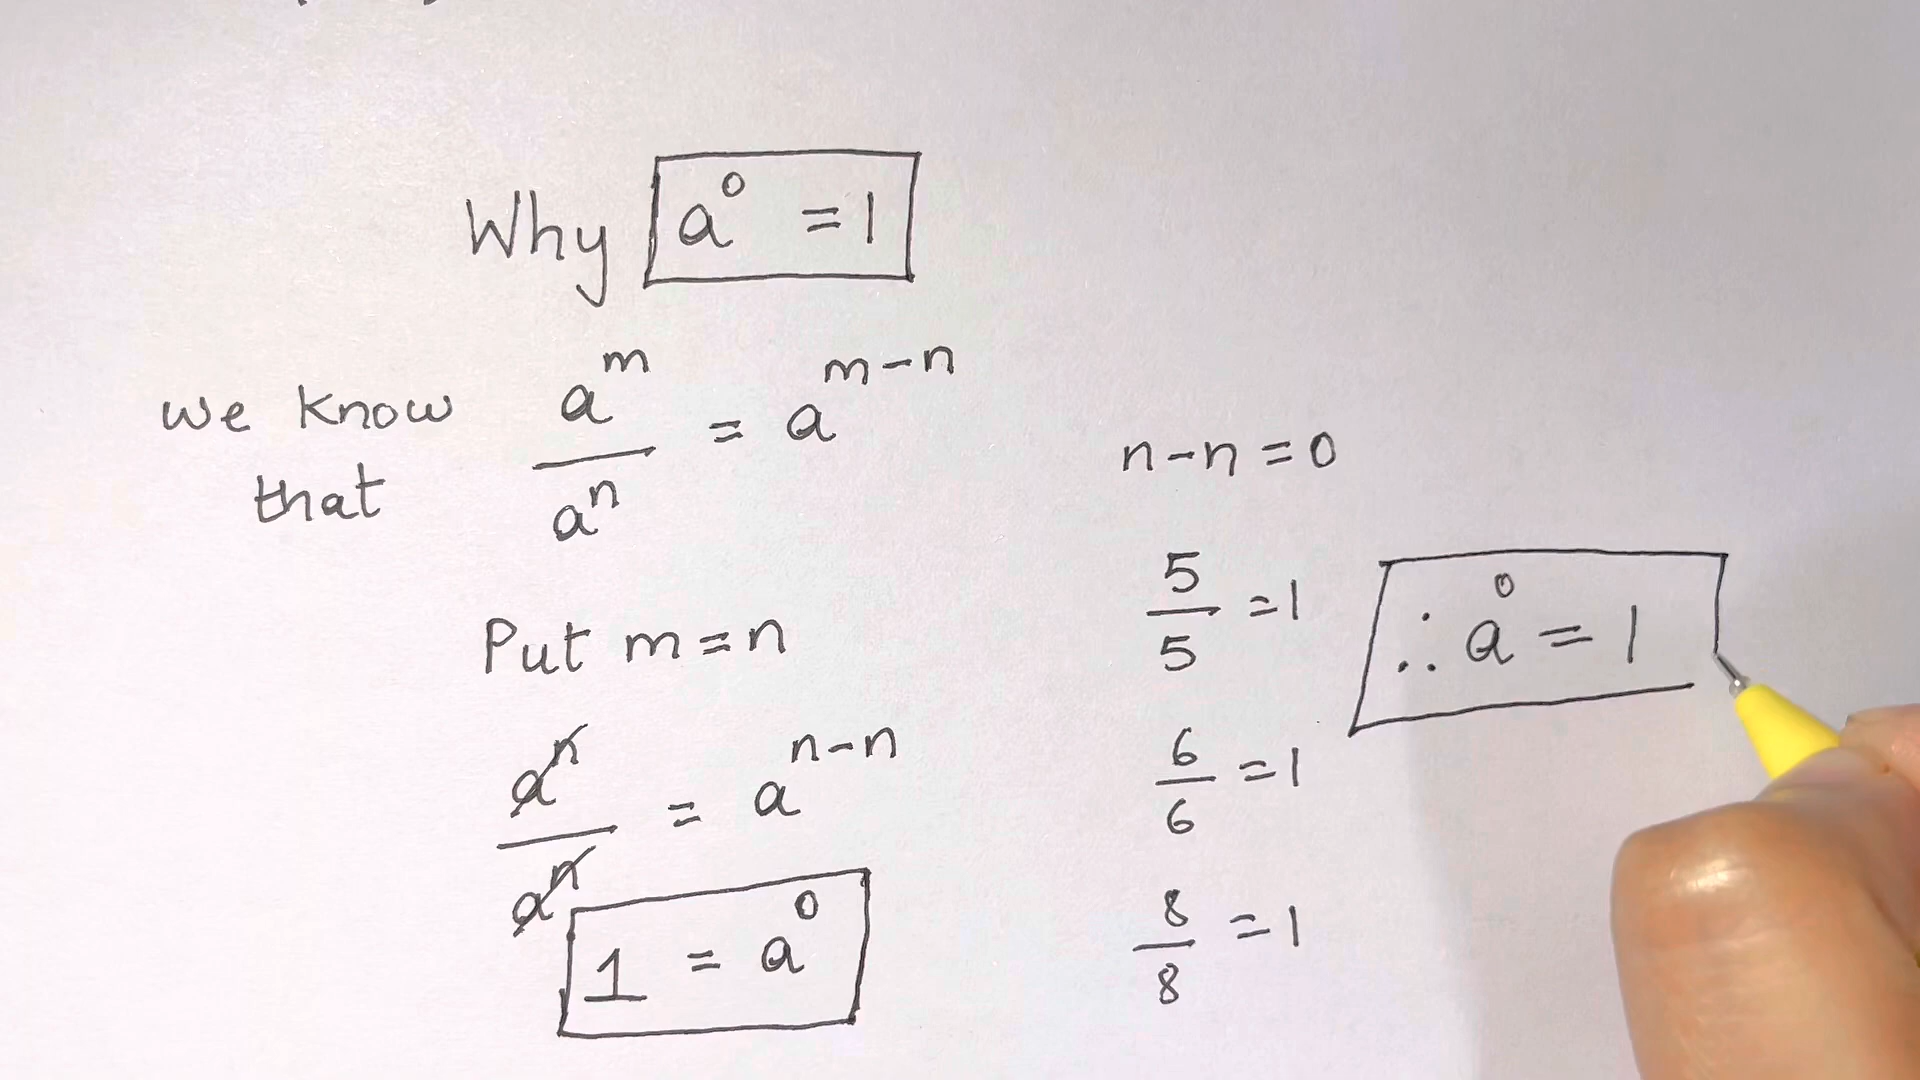 Why a⁰ = 1
we know that aᵐ/aⁿ = aᵐ⁻ⁿ
Put m = n
aⁿ/aⁿ = aⁿ⁻ⁿ
1 = a⁰
n-n = 0
5/5 = 1
6/6 = 1
8/8 = 1
∴ a⁰ = 1